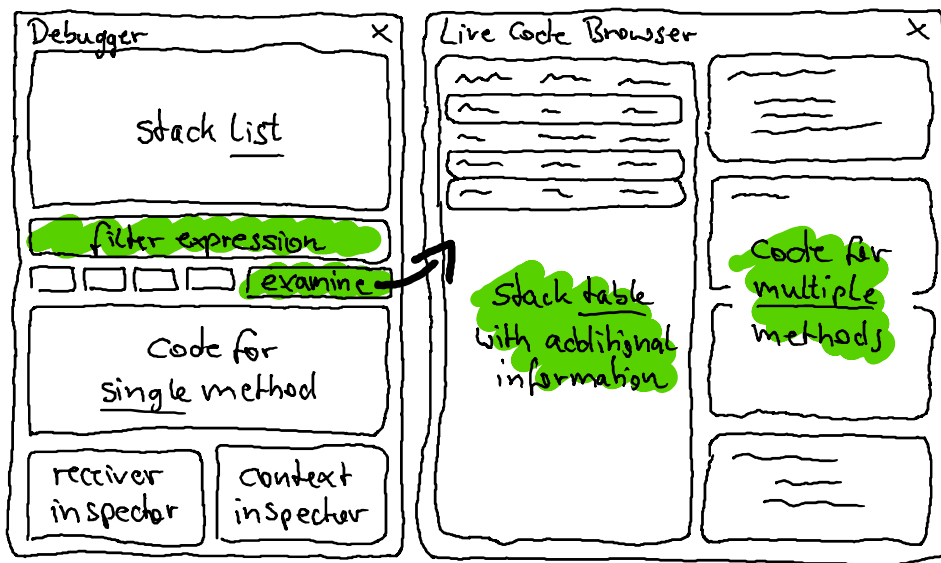 Debugger
X
stack list
filter expression
examine
code for
single method
receiver
inspector
context
inspector
Live Code Browser
X
Stack table
with additional
information
code for
multiple
methods